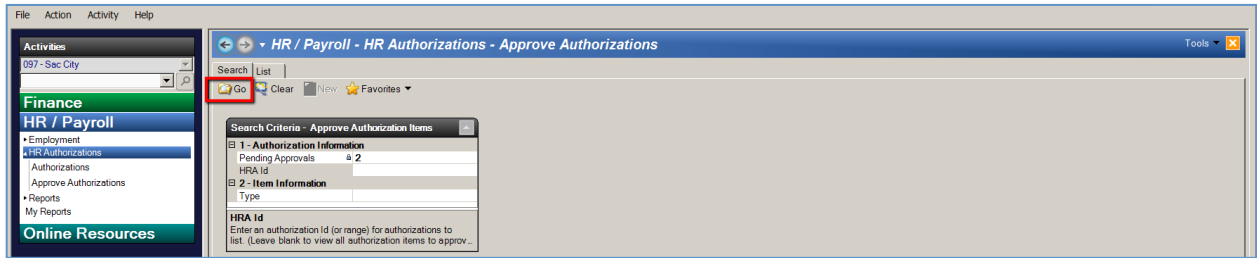 File Action Activity Help
Activities
097 - Sac City
Finance
HR / Payroll
Employment
HR Authorizations
Authorizations
Approve Authorizations
Reports
My Reports
Online Resources
HR / Payroll - HR Authorizations - Approve Authorizations
Tools
Search List
Go Clear New Favorites
Search Criteria - Approve Authorization Items
1 - Authorization Information
Pending Approvals 2
HRA Id
2 - Item Information
Type
HRA Id
Enter an authorization Id (or range) for authorizations to
list. (Leave blank to view all authorization items to approv...